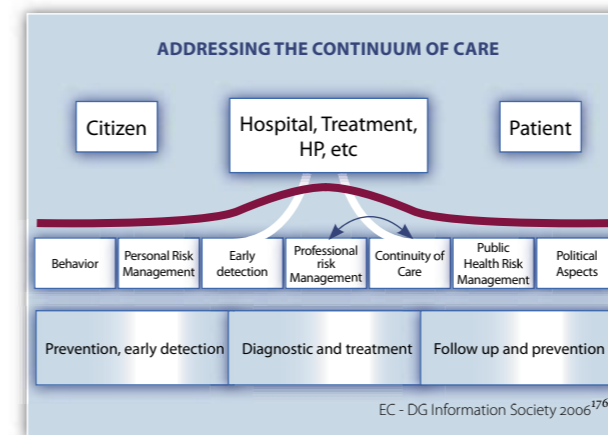 ADDRESSING THE CONTINUUM OF CARE
Citizen
Hospital, Treatment,
HP, etc
Patient
Behavior
Personal Risk
Management
Early
detection
Professional
risk
Management
Continuity of
Care
Public
Health Risk
Management
Political
Aspects
Prevention, early detection
Diagnostic and treatment
Follow up and prevention
EC - DG Information Society 2006176